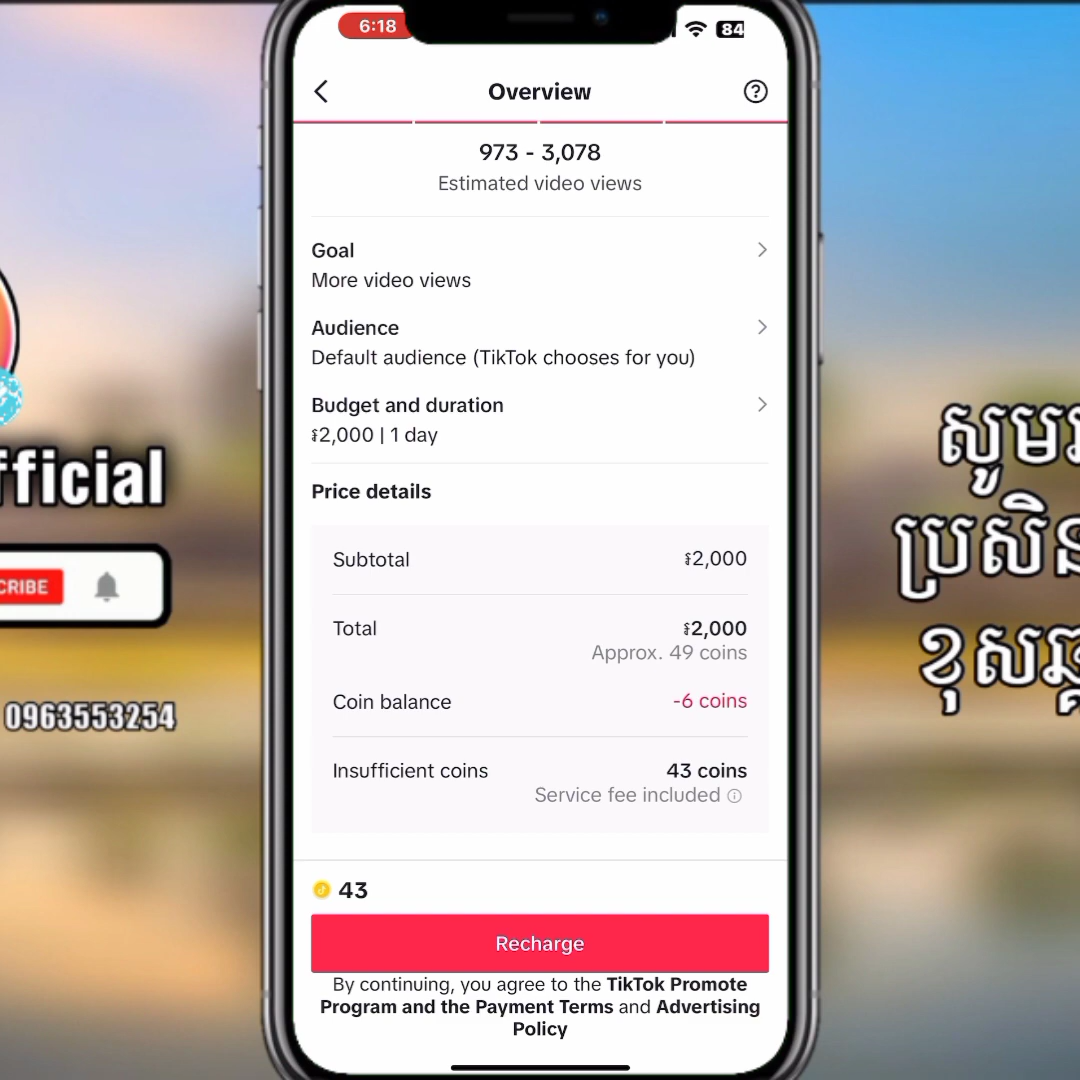 6:18
84
Overview
973 - 3,078
Estimated video views
Goal
More video views
Audience
Default audience (TikTok chooses for you)
Budget and duration
៛2,000 | 1 day
Price details
Subtotal
៛2,000
Total
៛2,000
Approx. 49 coins
Coin balance
-6 coins
Insufficient coins
43 coins
Service fee included
43
Recharge
By continuing, you agree to the TikTok Promote
Program and the Payment Terms and Advertising
Policy
fficial
CRIBE
0963553254